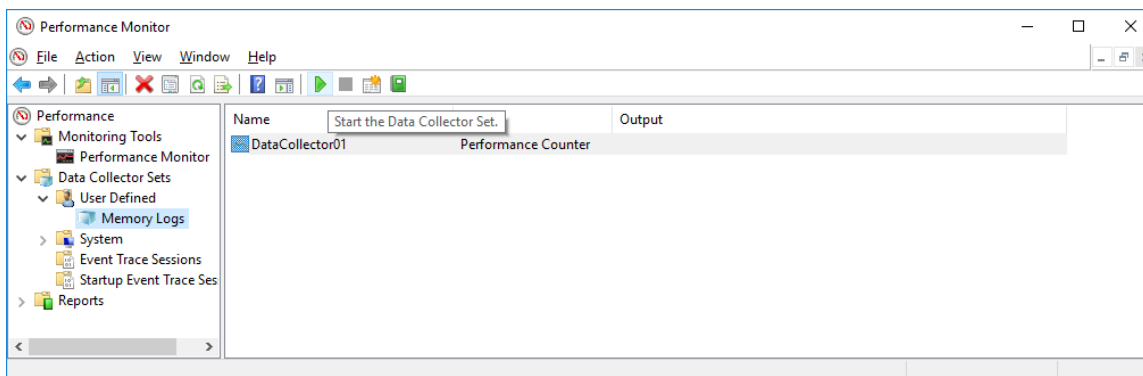 Performance Monitor
File Action View Window Help
Performance
Name Output
Start the Data Collector Set.
Monitoring Tools
DataCollector01 Performance Counter
Performance Monitor
Data Collector Sets
User Defined
Memory Logs
System
Event Trace Sessions
Startup Event Trace Ses
Reports